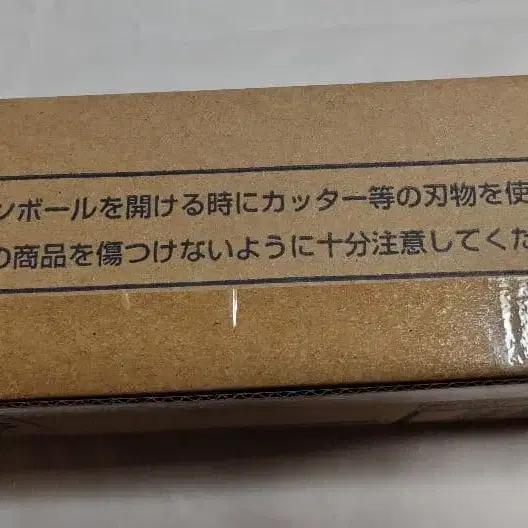 ンボールを開ける時にカッター等の刃物を使
の商品を傷つけないように十分注意してくだ